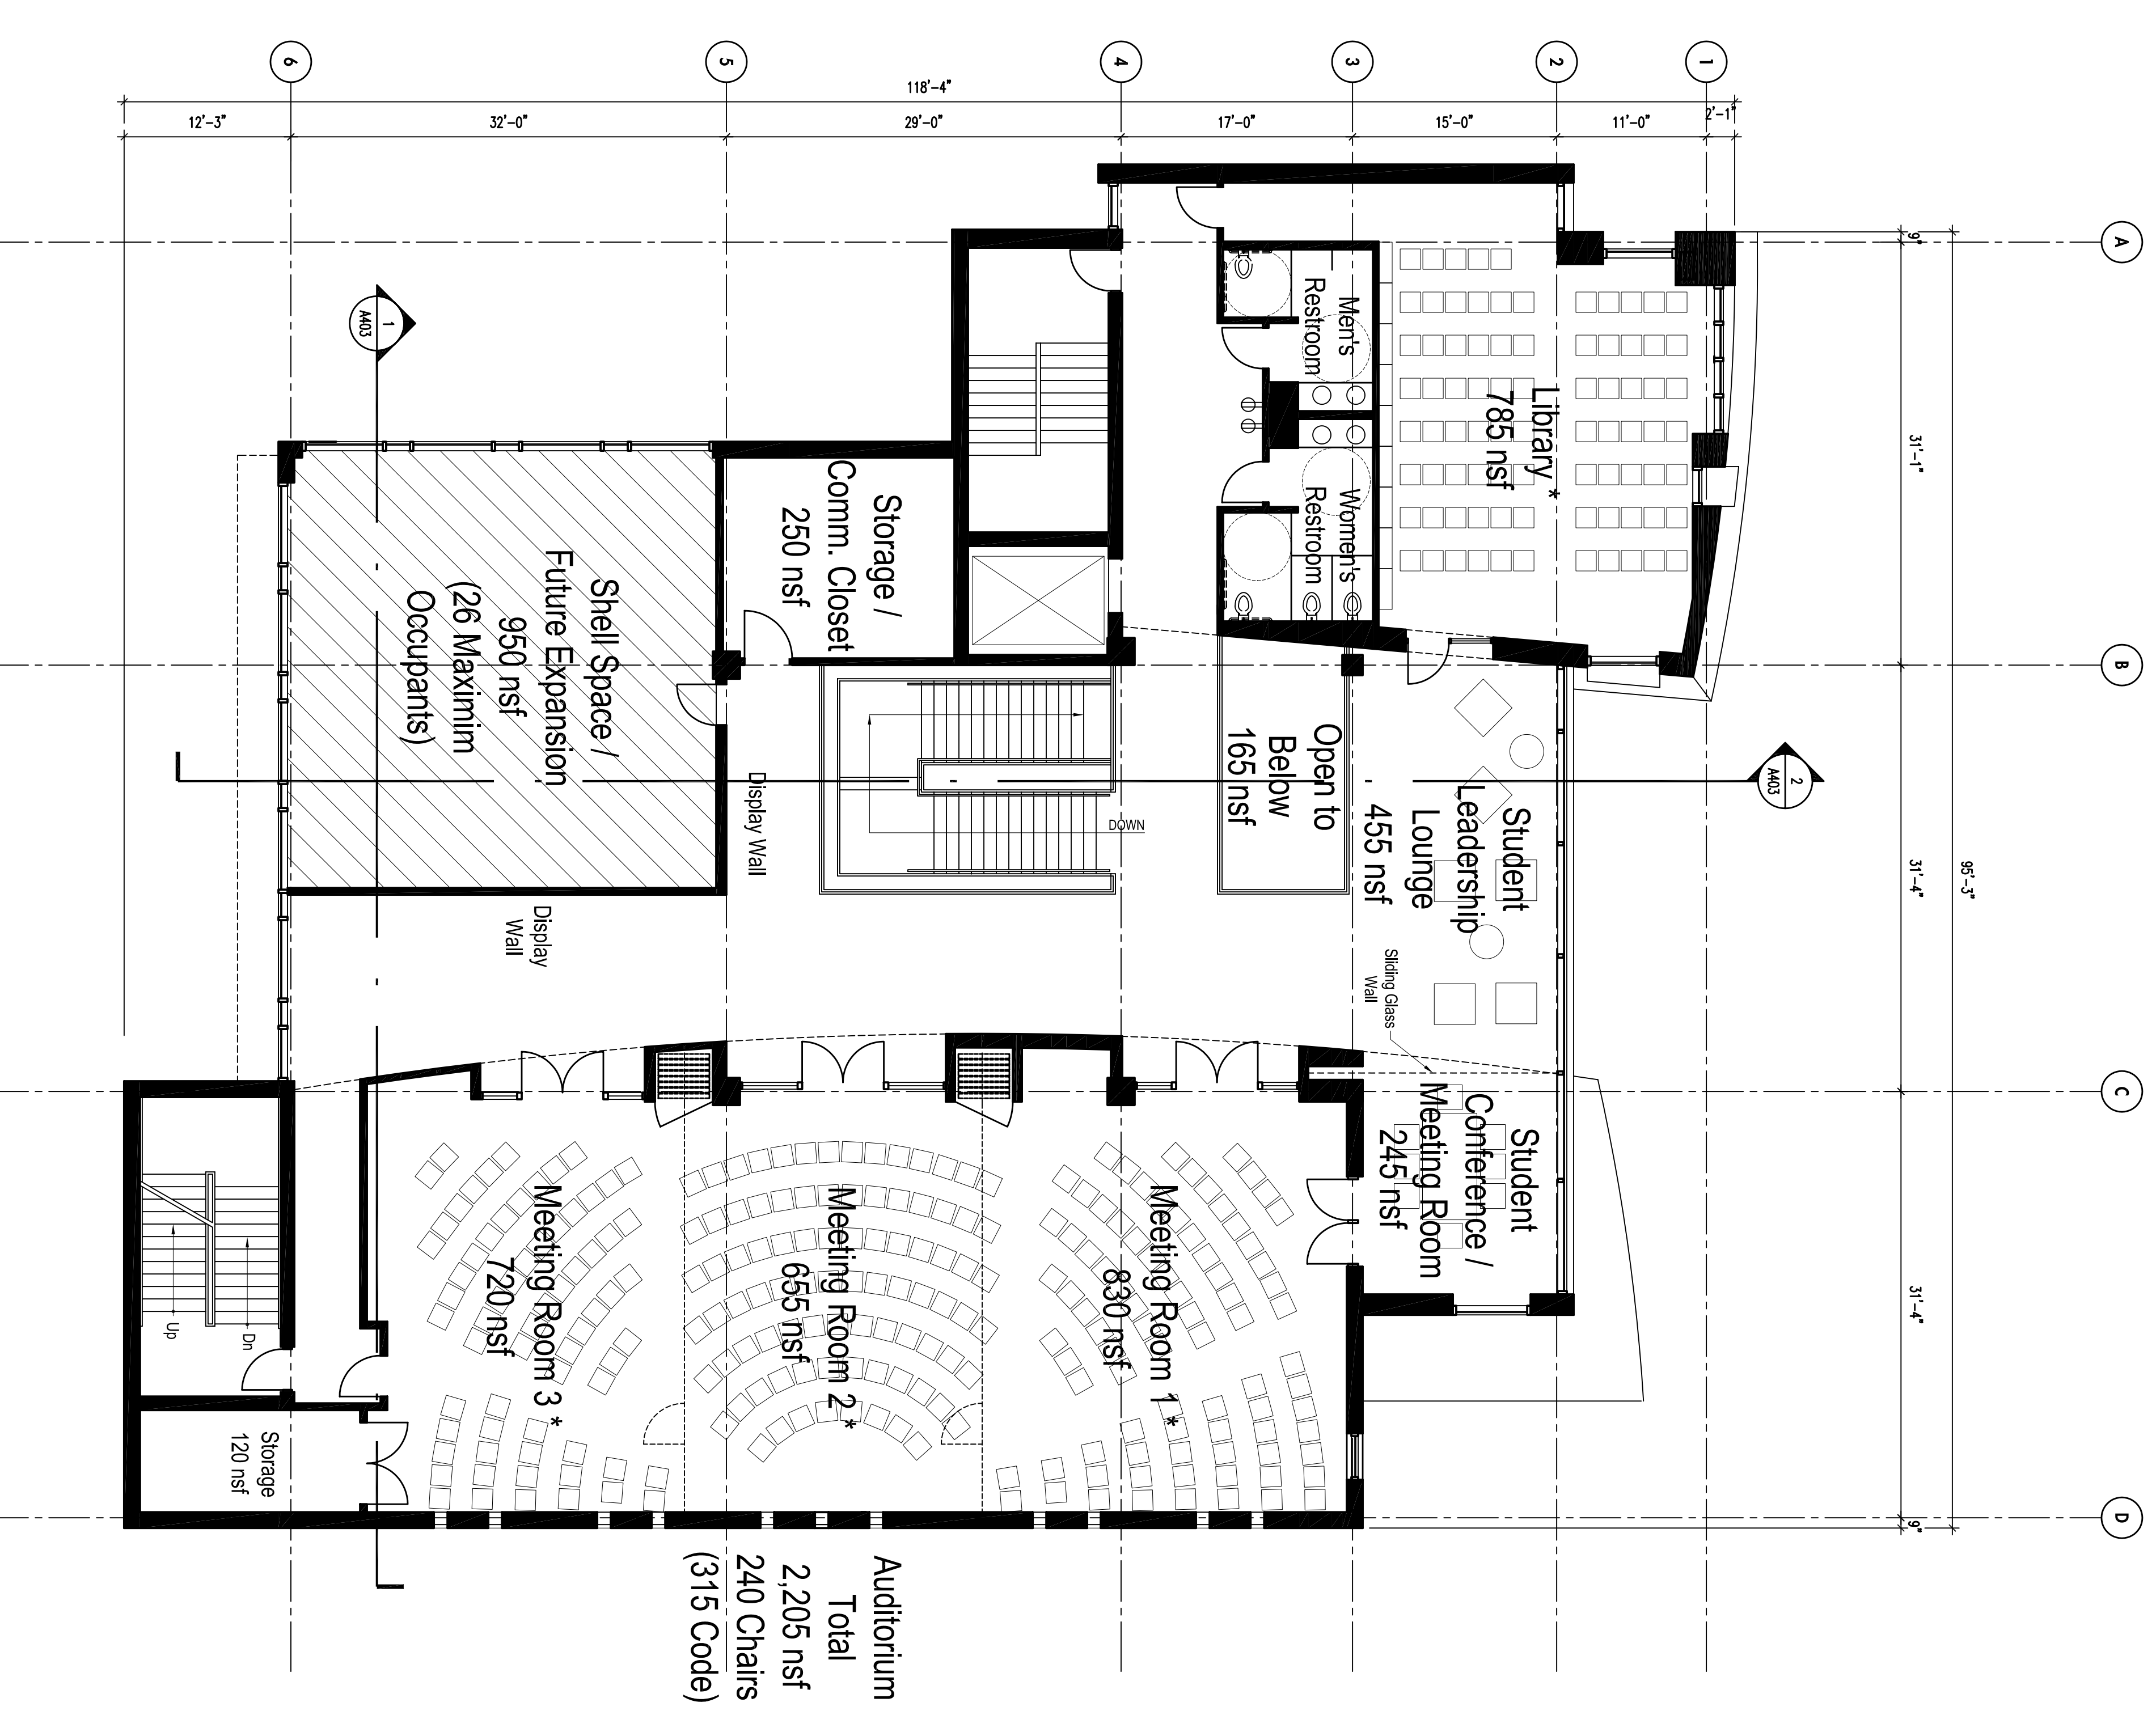 6
5
4
3
2
1
118'-4"
12'-3"
32'-0"
29'-0"
17'-0"
15'-0"
11'-0"
2'-1"
A
B
C
D
9"
31'-1"
31'-4"
31'-4"
9"
95'-3"
1
A403
2
A403
Library *
785 nsf
Men's
Restroom
Women's
Restroom
Storage /
Comm. Closet
250 nsf
Shell Space /
Future Expansion
950 nsf
(26 Maximim
Occupants)
Open to
Below
165 nsf
Student
Leadership
Lounge
455 nsf
DOWN
Display Wall
Display
Wall
Sliding Glass
Wall
Student
Conference /
Meeting Room
245 nsf
Meeting Room 1 *
830 nsf
Meeting Room 2 *
655 nsf
Meeting Room 3 *
720 nsf
Up
Dn
Storage
120 nsf
Auditorium
Total
2,205 nsf
240 Chairs
(315 Code)